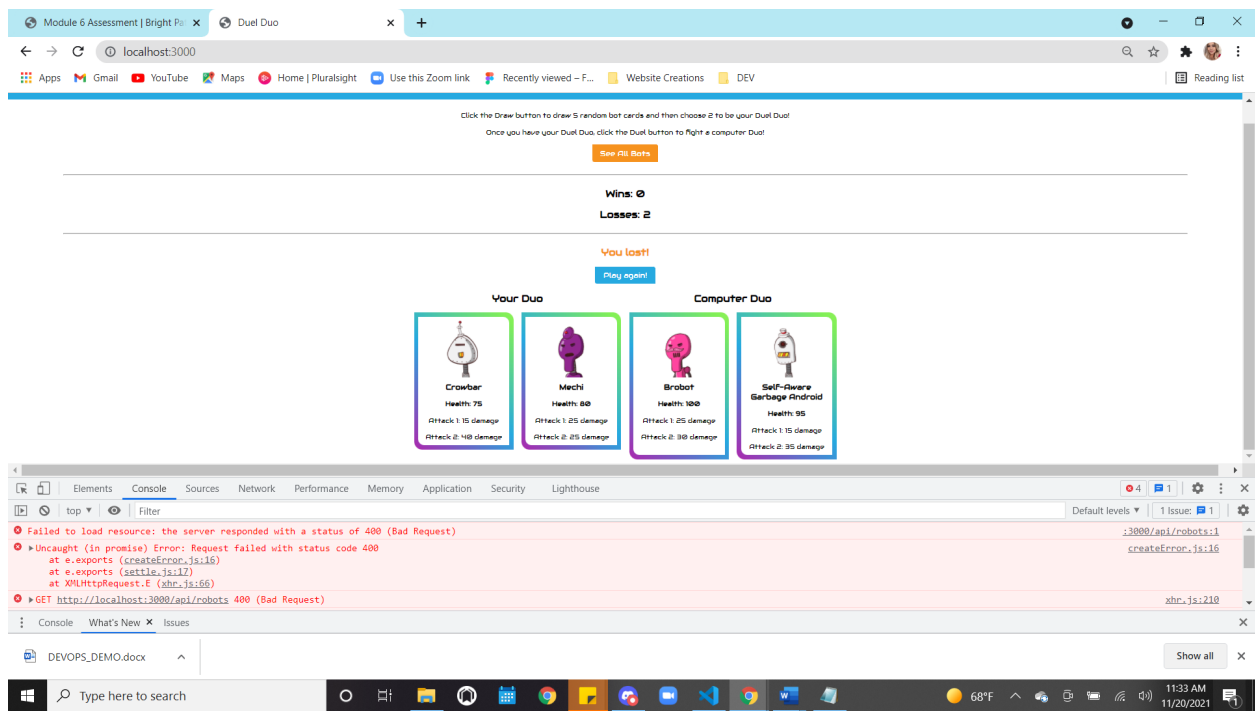 Module 6 Assessment | Bright Pa
Duel Duo
localhost:3000
Apps Gmail YouTube Maps Home | Pluralsight Use this Zoom link Recently viewed – F... Website Creations DEV Reading list
Click the Draw button to draw 5 random bot cards and then choose 2 to be your Duel Duo!
Once you have your Duel Duo, click the Duel button to fight a computer Duo!
See All Bots
Wins: 0
Losses: 2
You lost!
Play again!
Your Duo
Computer Duo
Crowbar
Health: 75
Attack 1: 15 damage
Attack 2: 40 damage
Mechi
Health: 80
Attack 1: 25 damage
Attack 2: 25 damage
Brobot
Health: 100
Attack 1: 25 damage
Attack 2: 30 damage
Self-Aware
Garbage Android
Health: 95
Attack 1: 15 damage
Attack 2: 35 damage
Elements Console Sources Network Performance Memory Application Security Lighthouse 4 1
top Filter Default levels 1 Issue: 1
Failed to load resource: the server responded with a status of 400 (Bad Request) :3000/api/robots:1
Uncaught (in promise) Error: Request failed with status code 400 createError.js:16
at e.exports (createError.js:16)
at e.exports (settle.js:17)
at XMLHttpRequest.E (xhr.js:66)
GET http://localhost:3000/api/robots 400 (Bad Request) xhr.js:210
Console What's New Issues
DEVOPS_DEMO.docx Show all
Type here to search 68°F 11:33 AM
11/20/2021